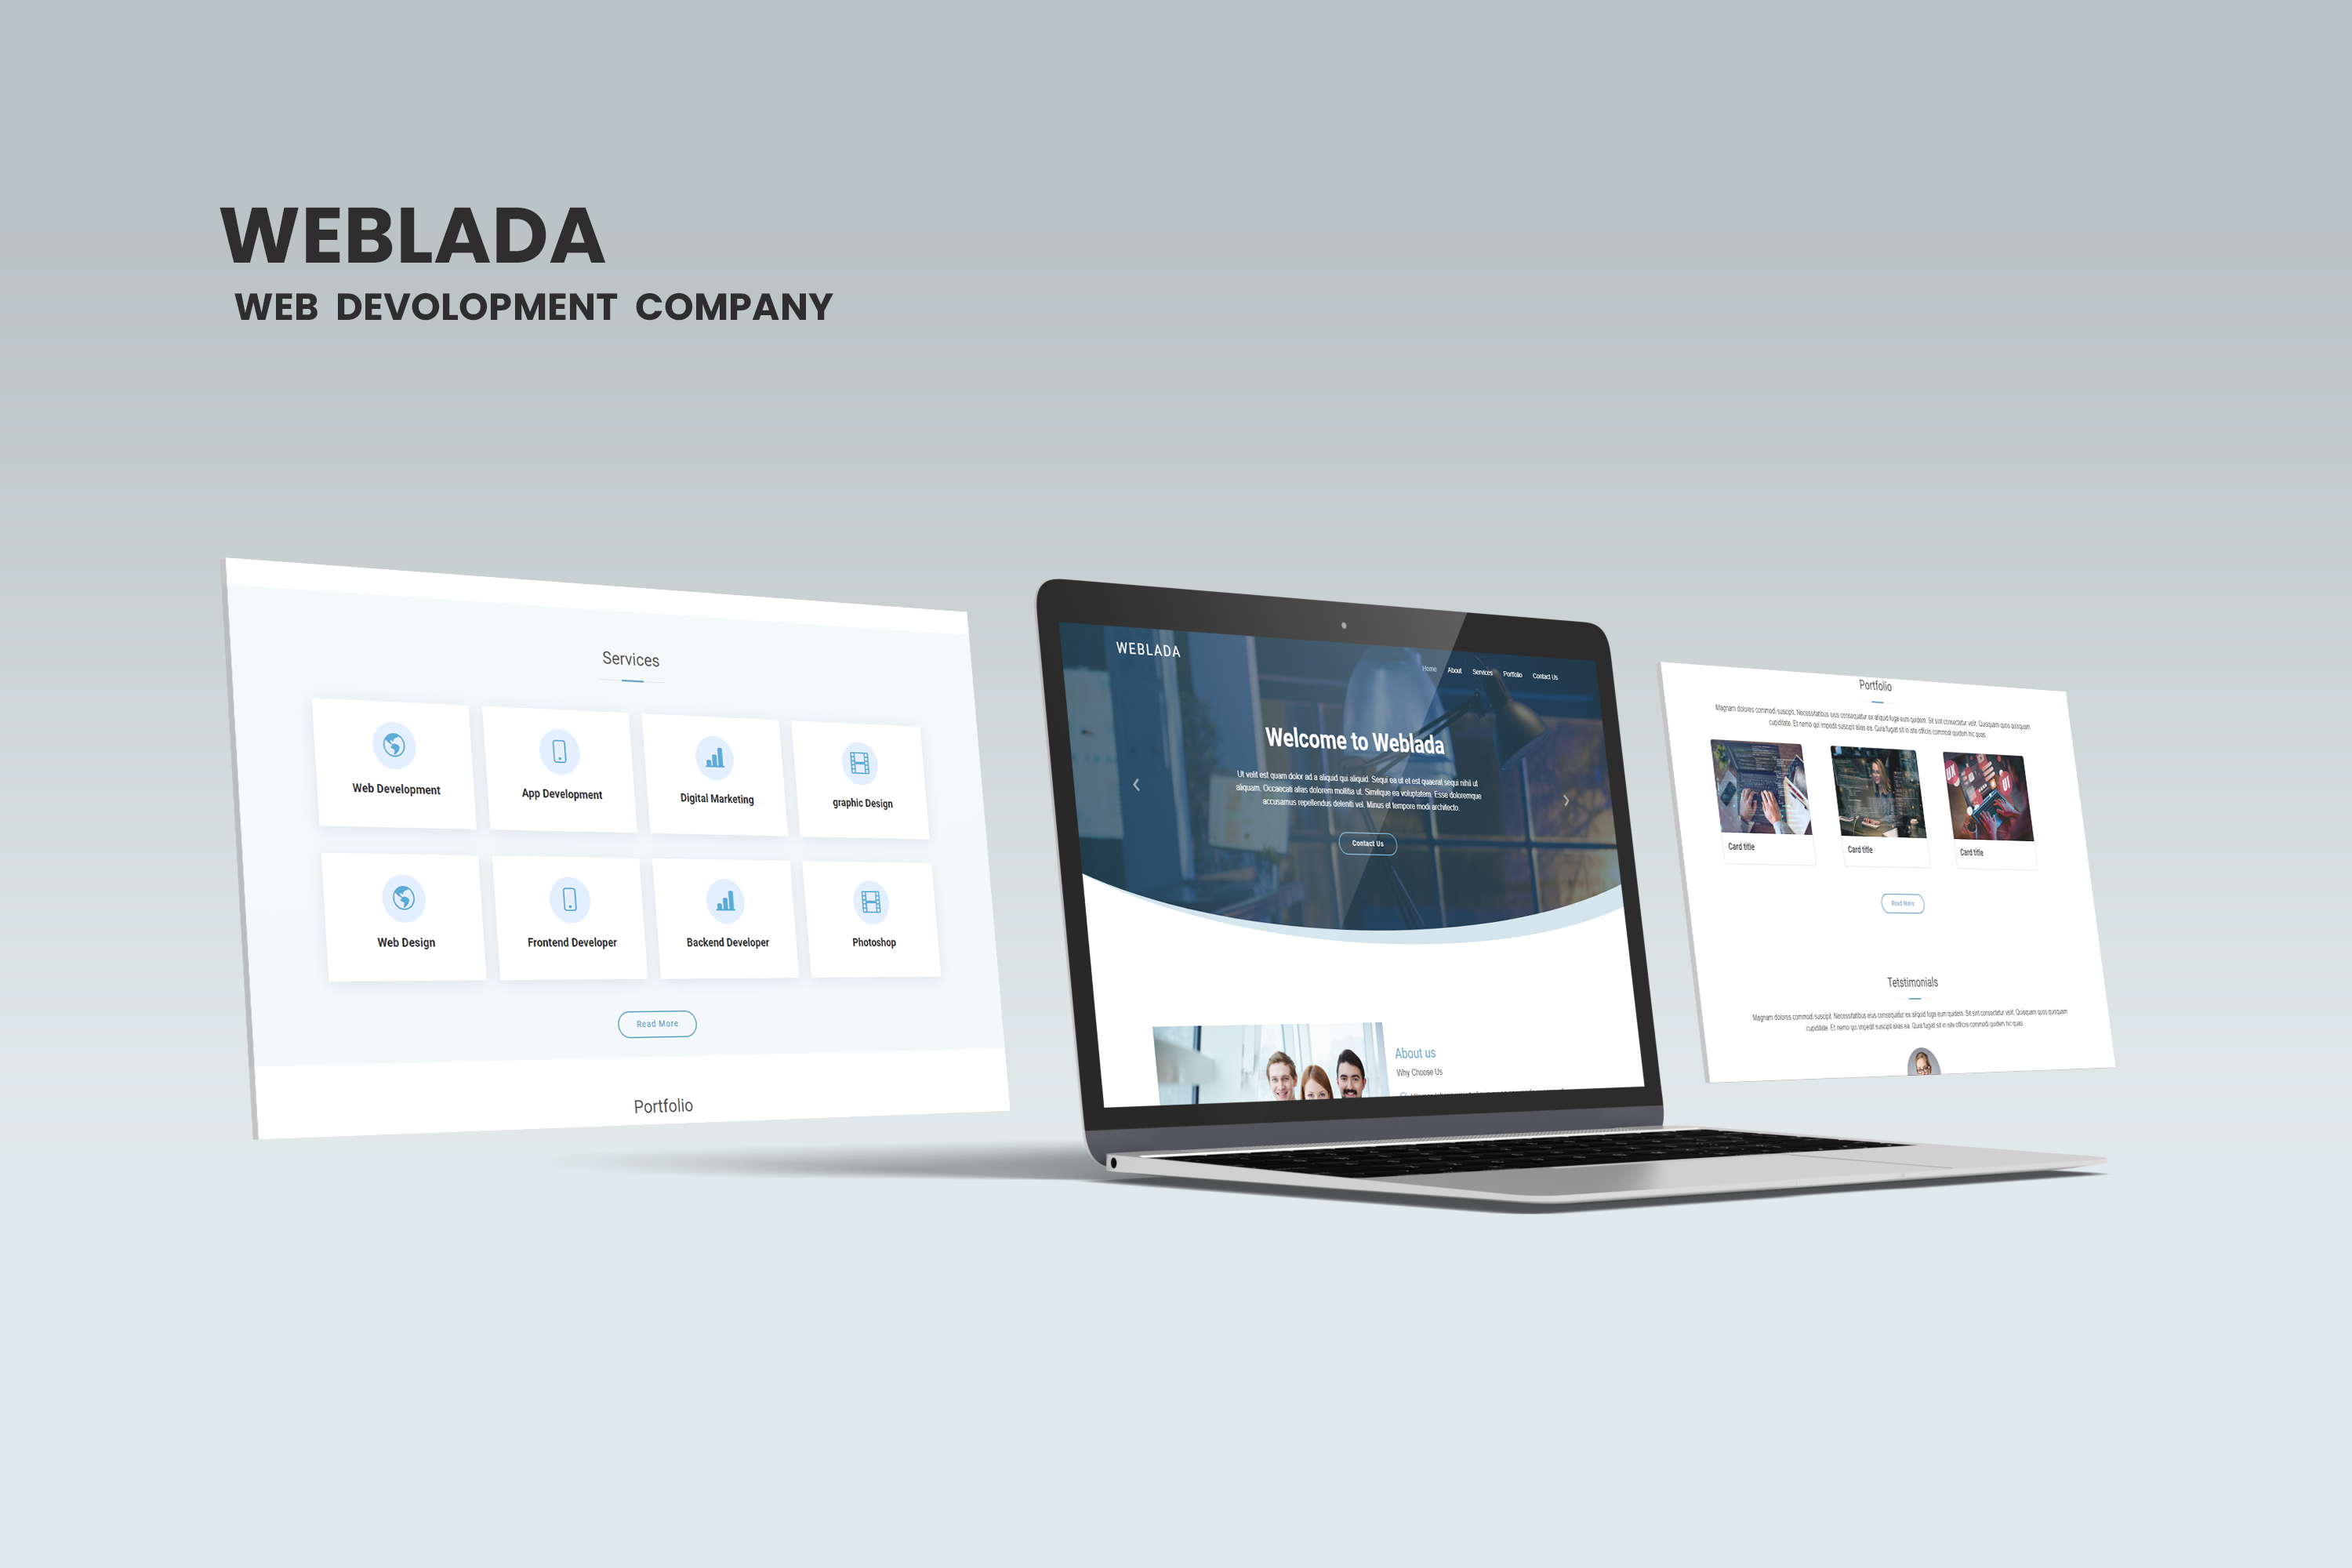 WEBLADA
WEB DEVOLOPMENT COMPANY
Services
Web Development
App Development
Digital Marketing
graphic Design
Web Design
Frontend Developer
Backend Developer
Photoshop
Read More
Portfolio
WEBLADA
Home
About
Services
Portfolio
Contact Us
Welcome to Weblada
Ut velit est quam dolor ad a aliquid qui aliquid. Sequi ea ut et est quaerat sequi nihil ut
aliquam. Occaecati alias dolorem mollitia ut. Similique ea voluptatem. Esse doloremque
accusamus repellendus deleniti vel. Minus et tempore modi architecto.
Contact Us
About us
Why Choose Us
Portfolio
Magnam dolores commodi suscipit. Necessitatibus eius consequatur ex aliquid fuga eum quidem. Sit sint consectetur velit. Quisquam quos quisquam
cupiditate. Et nemo qui impedit suscipit alias ea. Quia fugiat sit in iste officiis commodi quidem hic quas.
UX
UI
Card title
Card title
Card title
Read More
Tetstimonials
Magnam dolores commodi suscipit. Necessitatibus eius consequatur ex aliquid fuga eum quidem. Sit sint consectetur velit. Quisquam quos quisquam
cupiditate. Et nemo qui impedit suscipit alias ea. Quia fugiat sit in iste officiis commodi quidem hic quas.